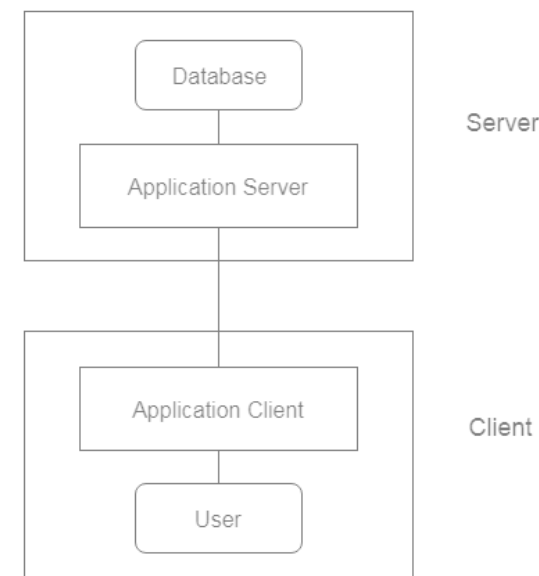 Database
Server
Application Server
Application Client
Client
User